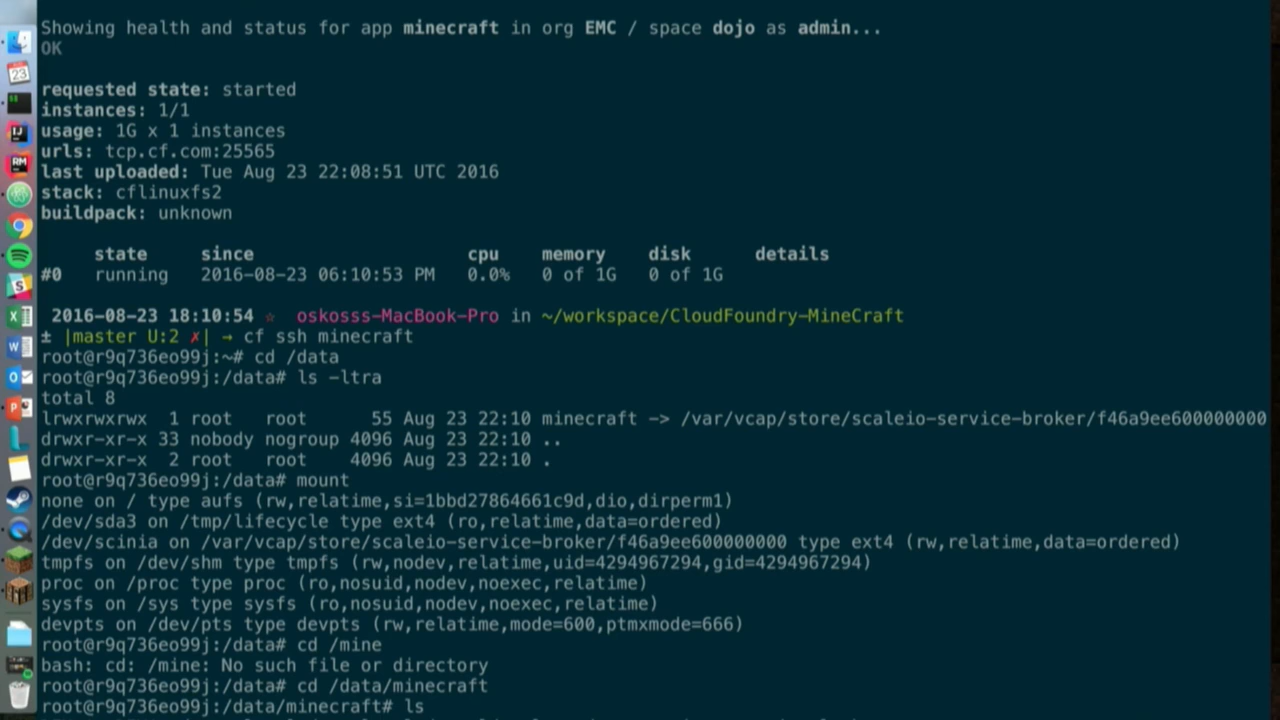 Showing health and status for app minecraft in org EMC / space dojo as admin...
OK
requested state: started
instances: 1/1
usage: 1G x 1 instances
urls: tcp.cf.com:25565
last uploaded: Tue Aug 23 22:08:51 UTC 2016
stack: cflinuxfs2
buildpack: unknown
state since cpu memory disk details
#0 running 2016-08-23 06:10:53 PM 0.0% 0 of 1G 0 of 1G
2016-08-23 18:10:54 ☆ oskosss-MacBook-Pro in ~/workspace/CloudFoundry-MineCraft
± |master U:2 ✗| → cf ssh minecraft
root@r9q736eo99j:~# cd /data
root@r9q736eo99j:/data# ls -ltra
total 8
lrwxrwxrwx 1 root root 55 Aug 23 22:10 minecraft -> /var/vcap/store/scaleio-service-broker/f46a9ee600000000
drwxr-xr-x 33 nobody nogroup 4096 Aug 23 22:10 ..
drwxr-xr-x 2 root root 4096 Aug 23 22:10 .
root@r9q736eo99j:/data# mount
none on / type aufs (rw,relatime,si=1bbd27864661c9d,dio,dirperm1)
/dev/sda3 on /tmp/lifecycle type ext4 (ro,relatime,data=ordered)
/dev/scinia on /var/vcap/store/scaleio-service-broker/f46a9ee600000000 type ext4 (rw,relatime,data=ordered)
tmpfs on /dev/shm type tmpfs (rw,nodev,relatime,uid=4294967294,gid=4294967294)
proc on /proc type proc (ro,nosuid,nodev,noexec,relatime)
sysfs on /sys type sysfs (ro,nosuid,nodev,noexec,relatime)
devpts on /dev/pts type devpts (rw,relatime,mode=600,ptmxmode=666)
root@r9q736eo99j:/data# cd /mine
bash: cd: /mine: No such file or directory
root@r9q736eo99j:/data# cd /data/minecraft
root@r9q736eo99j:/data/minecraft# ls